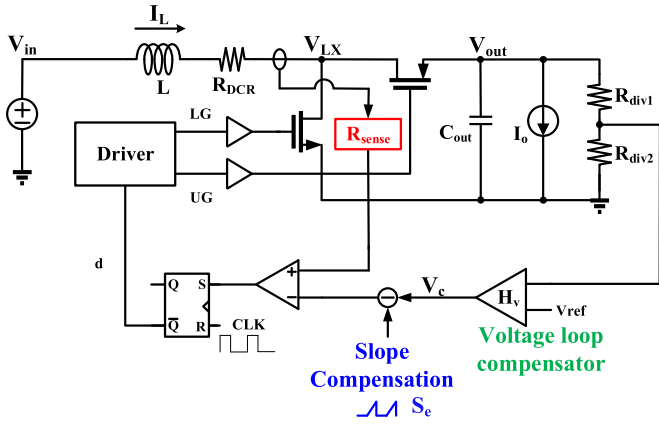 I_L
V_in
L
R_DCR
V_LX
V_out
LG
UG
Driver
R_sense
C_out
I_o
R_div1
R_div2
d
Q
S
Q̅
R
CLK
+
−
V_c
H_v
Vref
Slope
Compensation
S_e
Voltage loop
compensator